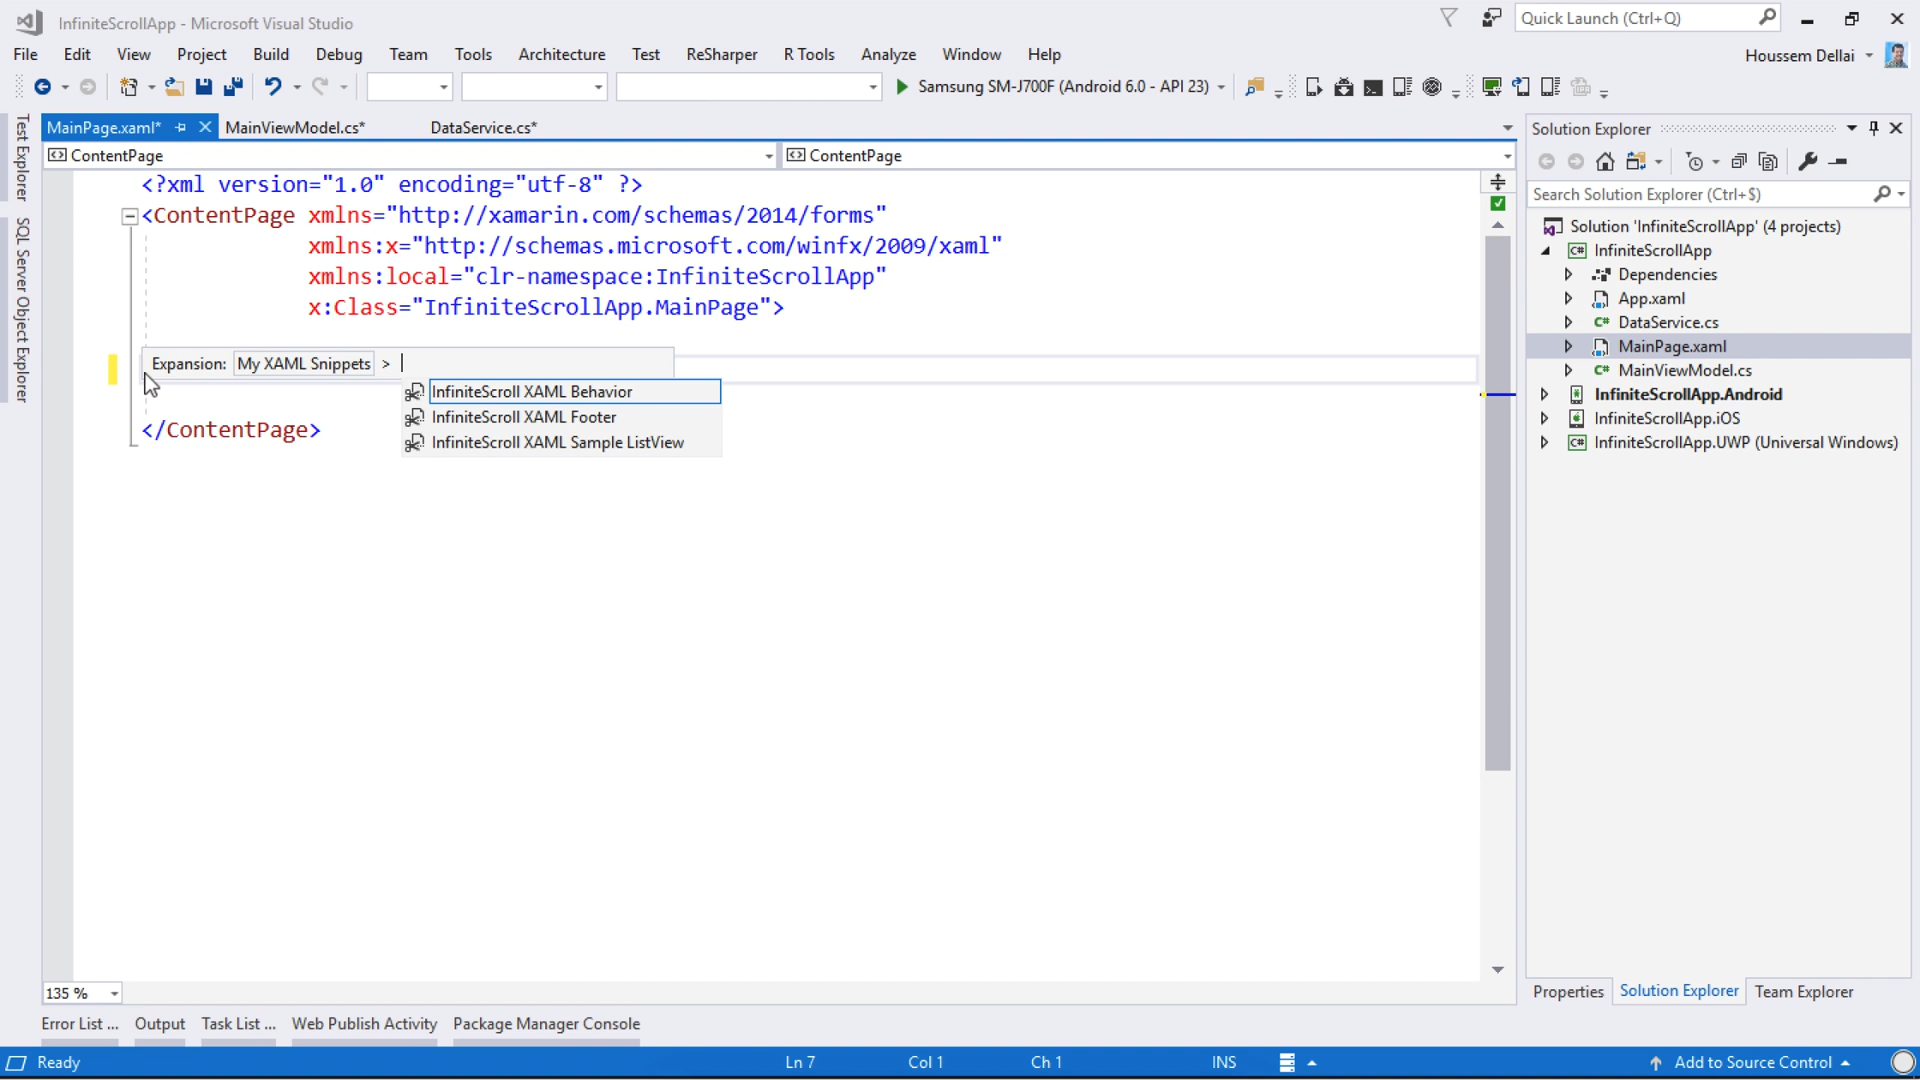 InfiniteScrollApp - Microsoft Visual Studio
Quick Launch (Ctrl+Q)
File Edit View Project Build Debug Team Tools Architecture Test ReSharper R Tools Analyze Window Help
Houssem Dellai
Samsung SM-J700F (Android 6.0 - API 23)
Test Explorer
SQL Server Object Explorer
MainPage.xaml* MainViewModel.cs* DataService.cs*
ContentPage ContentPage
<?xml version="1.0" encoding="utf-8" ?>
<ContentPage xmlns="http://xamarin.com/schemas/2014/forms"
xmlns:x="http://schemas.microsoft.com/winfx/2009/xaml"
xmlns:local="clr-namespace:InfiniteScrollApp"
x:Class="InfiniteScrollApp.MainPage">
Expansion: My XAML Snippets >
InfiniteScroll XAML Behavior
InfiniteScroll XAML Footer
InfiniteScroll XAML Sample ListView
</ContentPage>
Solution Explorer
Search Solution Explorer (Ctrl+$)
Solution 'InfiniteScrollApp' (4 projects)
C# InfiniteScrollApp
Dependencies
App.xaml
C# DataService.cs
MainPage.xaml
C# MainViewModel.cs
InfiniteScrollApp.Android
InfiniteScrollApp.iOS
C# InfiniteScrollApp.UWP (Universal Windows)
135 %
Properties Solution Explorer Team Explorer
Error List ... Output Task List ... Web Publish Activity Package Manager Console
Ready Ln 7 Col 1 Ch 1 INS Add to Source Control